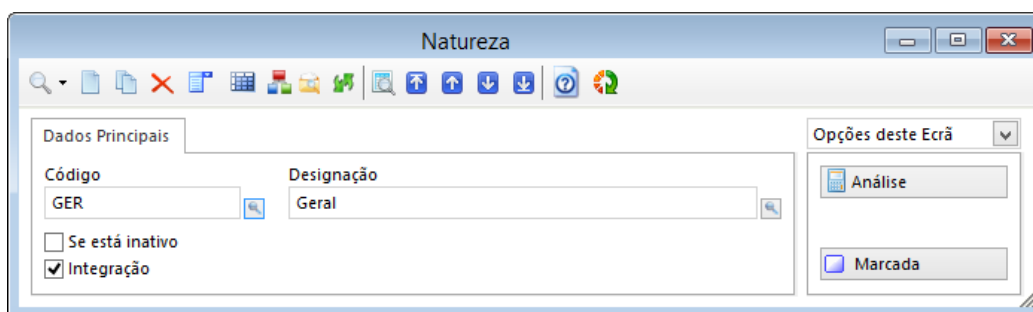 Natureza
Dados Principais
Opções deste Ecrã
Código
Designação
GER
Geral
Se está inativo
Integração
Análise
Marcada